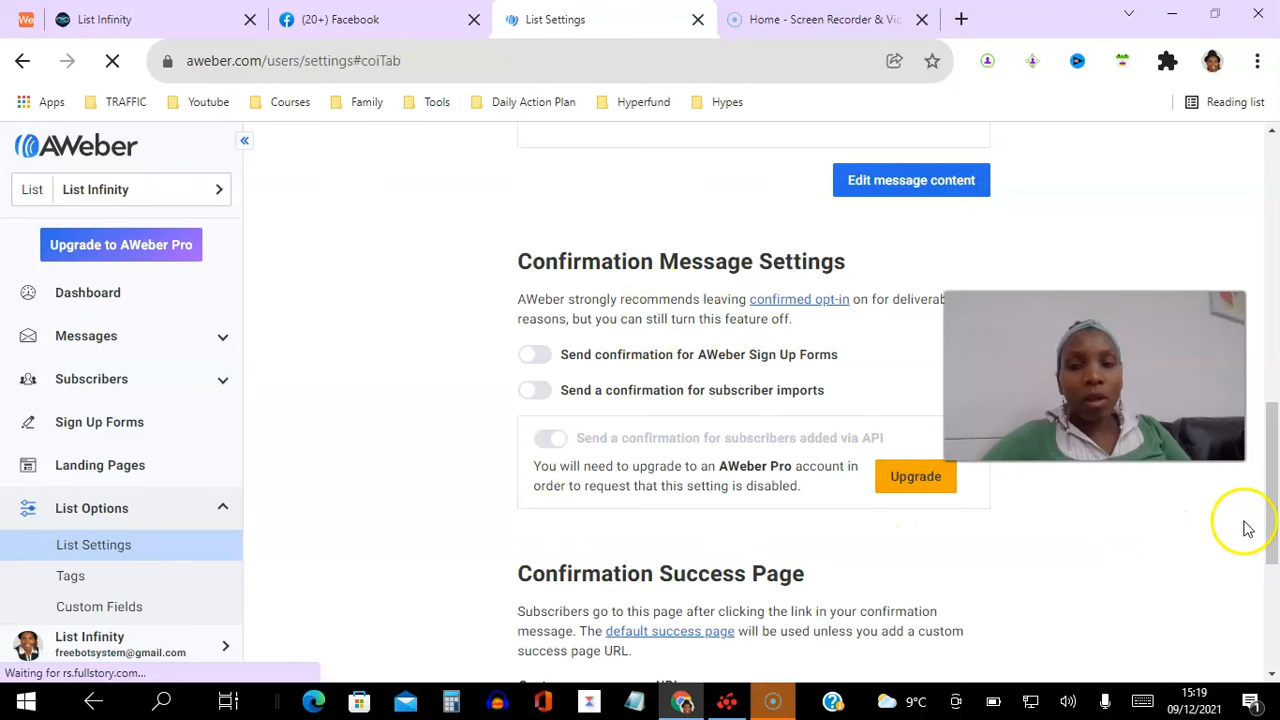 We
List Infinity
(20+) Facebook
List Settings
Home - Screen Recorder & Vic
aweber.com/users/settings#coiTab
Apps
TRAFFIC
Youtube
Courses
Family
Tools
Daily Action Plan
Hyperfund
Hypes
Reading list
AWeber
List
List Infinity
Upgrade to AWeber Pro
Dashboard
Messages
Subscribers
Sign Up Forms
Landing Pages
List Options
List Settings
Tags
Custom Fields
List Infinity
freebotsystem@gmail.com
Waiting for rs.fullstory.com...
Edit message content
Confirmation Message Settings
AWeber strongly recommends leaving confirmed opt-in on for deliverab
reasons, but you can still turn this feature off.
Send confirmation for AWeber Sign Up Forms
Send a confirmation for subscriber imports
Send a confirmation for subscribers added via API
You will need to upgrade to an AWeber Pro account in
order to request that this setting is disabled.
Upgrade
Confirmation Success Page
Subscribers go to this page after clicking the link in your confirmation
message. The default success page will be used unless you add a custom
success page URL.
9°C
15:19
09/12/2021
1